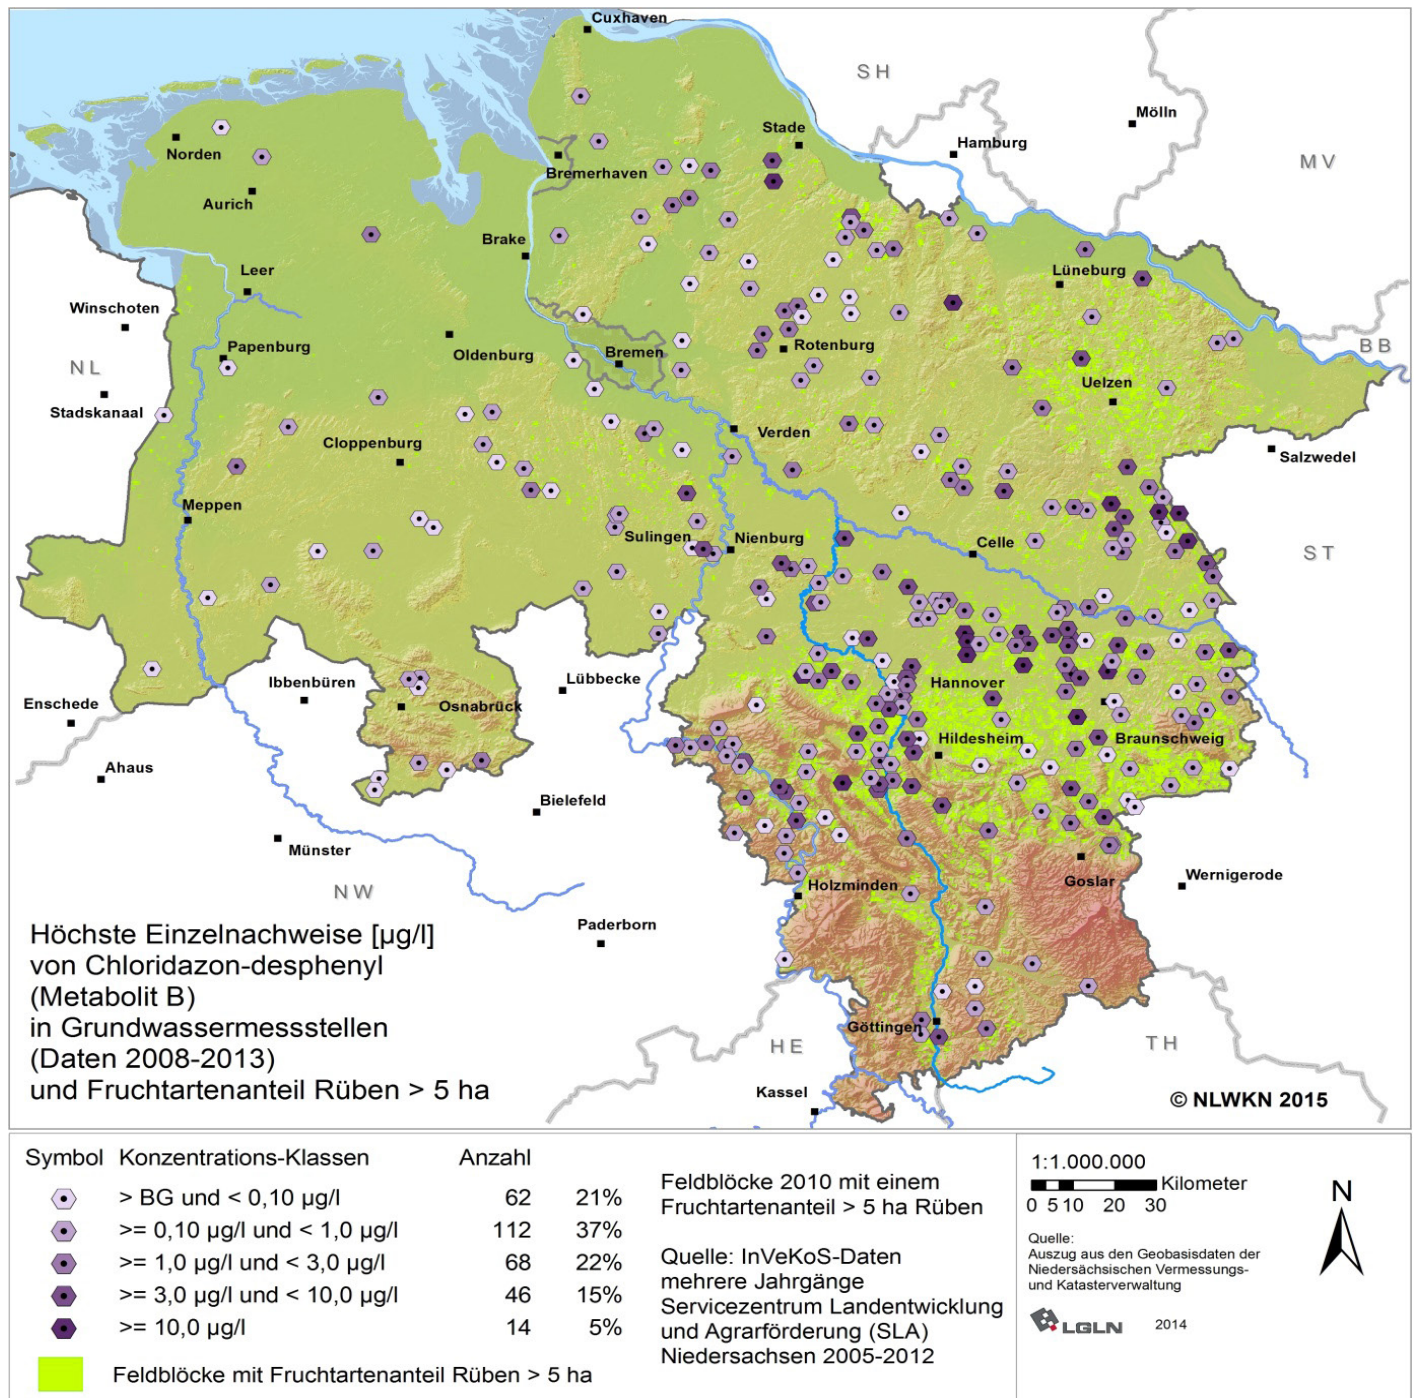 Cuxhaven
SH
Mölln
Norden
Stade
Hamburg
MV
Bremerhaven
Aurich
Brake
Leer
Lüneburg
Winschoten
Papenburg
Oldenburg
Bremen
Rotenburg
BB
NL
Uelzen
Stadskanaal
Cloppenburg
Verden
Salzwedel
Meppen
Sulingen
Nienburg
Celle
ST
Ibbenbüren
Lübbecke
Hannover
Enschede
Osnabrück
Hildesheim
Braunschweig
Ahaus
Bielefeld
Münster
Goslar
Wernigerode
NW
Holzminden
Paderborn
Höchste Einzelnachweise [µg/l]
von Chloridazon-desphenyl
(Metabolit B)
in Grundwassermessstellen
(Daten 2008-2013)
und Fruchtartenanteil Rüben > 5 ha
Göttingen
HE
TH
Kassel
© NLWKN 2015
Symbol Konzentrations-Klassen Anzahl
> BG und < 0,10 µg/l 62 21%
>= 0,10 µg/l und < 1,0 µg/l 112 37%
>= 1,0 µg/l und < 3,0 µg/l 68 22%
>= 3,0 µg/l und < 10,0 µg/l 46 15%
>= 10,0 µg/l 14 5%
Feldblöcke mit Fruchtartenanteil Rüben > 5 ha
Feldblöcke 2010 mit einem
Fruchtartenanteil > 5 ha Rüben
Quelle: InVeKoS-Daten
mehrere Jahrgänge
Servicezentrum Landentwicklung
und Agrarförderung (SLA)
Niedersachsen 2005-2012
1:1.000.000
Kilometer
0 5 10 20 30
N
Quelle:
Auszug aus den Geobasisdaten der
Niedersächsischen Vermessungs-
und Katasterverwaltung
LGLN 2014